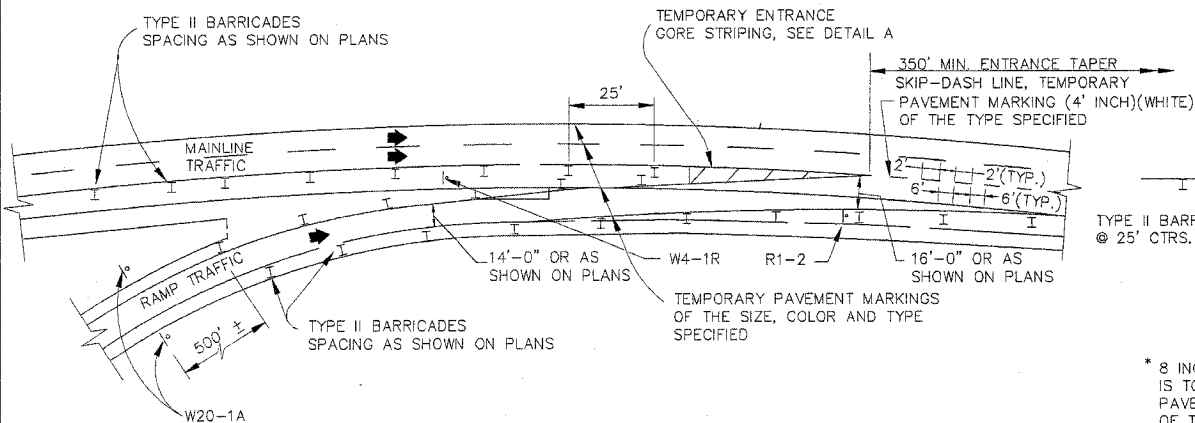 TYPE II BARRICADES
SPACING AS SHOWN ON PLANS
TEMPORARY ENTRANCE
GORE STRIPING, SEE DETAIL A
350' MIN. ENTRANCE TAPER
SKIP-DASH LINE, TEMPORARY
PAVEMENT MARKING (4' INCH)(WHITE)
OF THE TYPE SPECIFIED
25'
MAINLINE
TRAFFIC
2'
2'(TYP.)
6'
6'(TYP.)
TYPE II BARR
@ 25' CTRS.
14'-0" OR AS
SHOWN ON PLANS
W4-1R
R1-2
16'-0" OR AS
SHOWN ON PLANS
RAMP TRAFFIC
TEMPORARY PAVEMENT MARKINGS
OF THE SIZE, COLOR AND TYPE
SPECIFIED
TYPE II BARRICADES
SPACING AS SHOWN ON PLANS
500' ±
W20-1A
* 8 INC
IS TO
PAVE
OF T